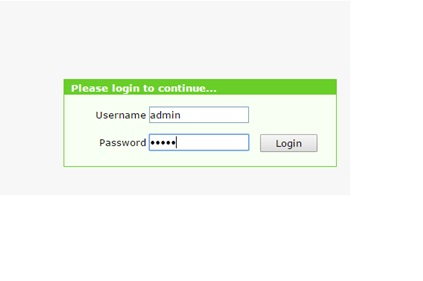 Please login to continue...
Username admin
Password •••••
Login